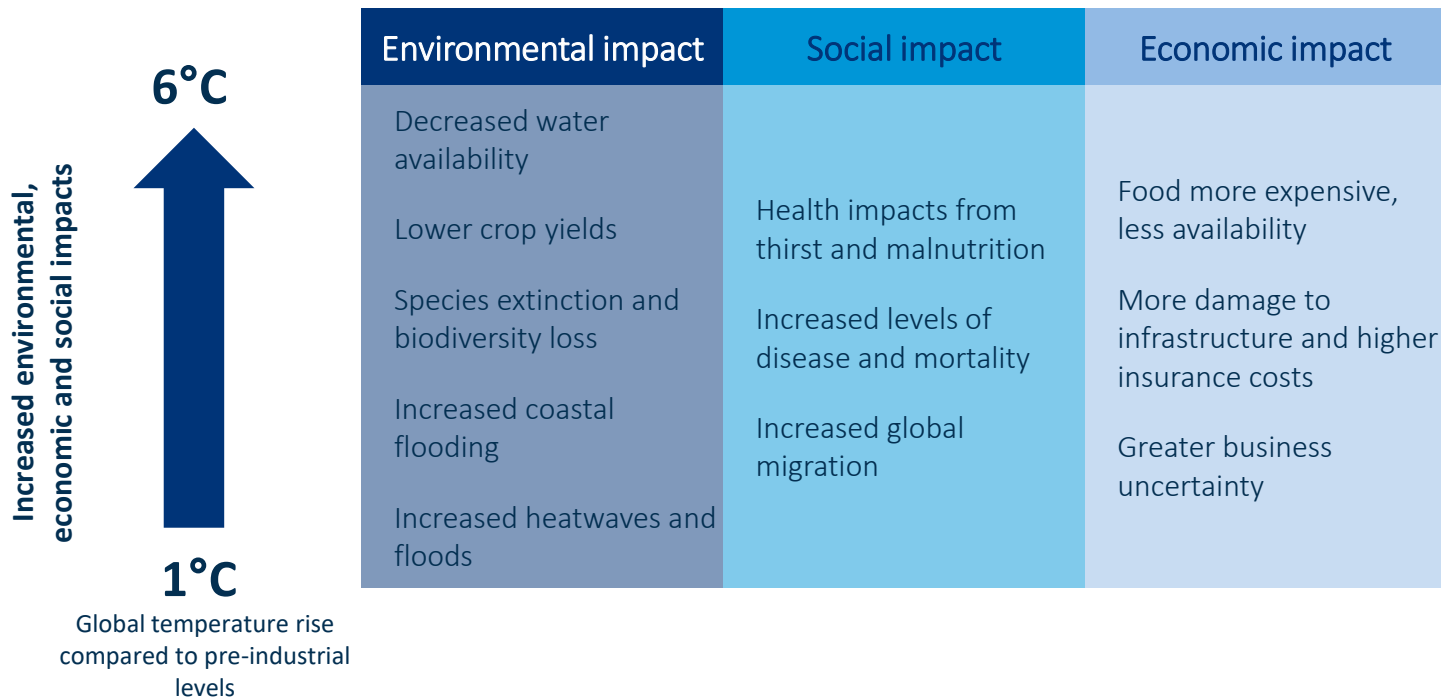 Increased environmental,
economic and social impacts
6°C
1°C
Global temperature rise
compared to pre-industrial
levels
Environmental impact
Decreased water
availability
Lower crop yields
Species extinction and
biodiversity loss
Increased coastal
flooding
Increased heatwaves and
floods
Social impact
Health impacts from
thirst and malnutrition
Increased levels of
disease and mortality
Increased global
migration
Economic impact
Food more expensive,
less availability
More damage to
infrastructure and higher
insurance costs
Greater business
uncertainty